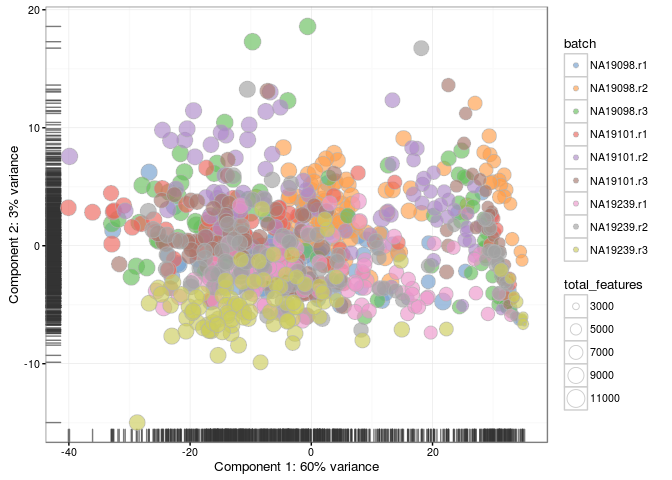 20
10
0
-10
-40
-20
0
20
Component 2: 3% variance
Component 1: 60% variance
batch
NA19098.r1
NA19098.r2
NA19098.r3
NA19101.r1
NA19101.r2
NA19101.r3
NA19239.r1
NA19239.r2
NA19239.r3
total_features
3000
5000
7000
9000
11000